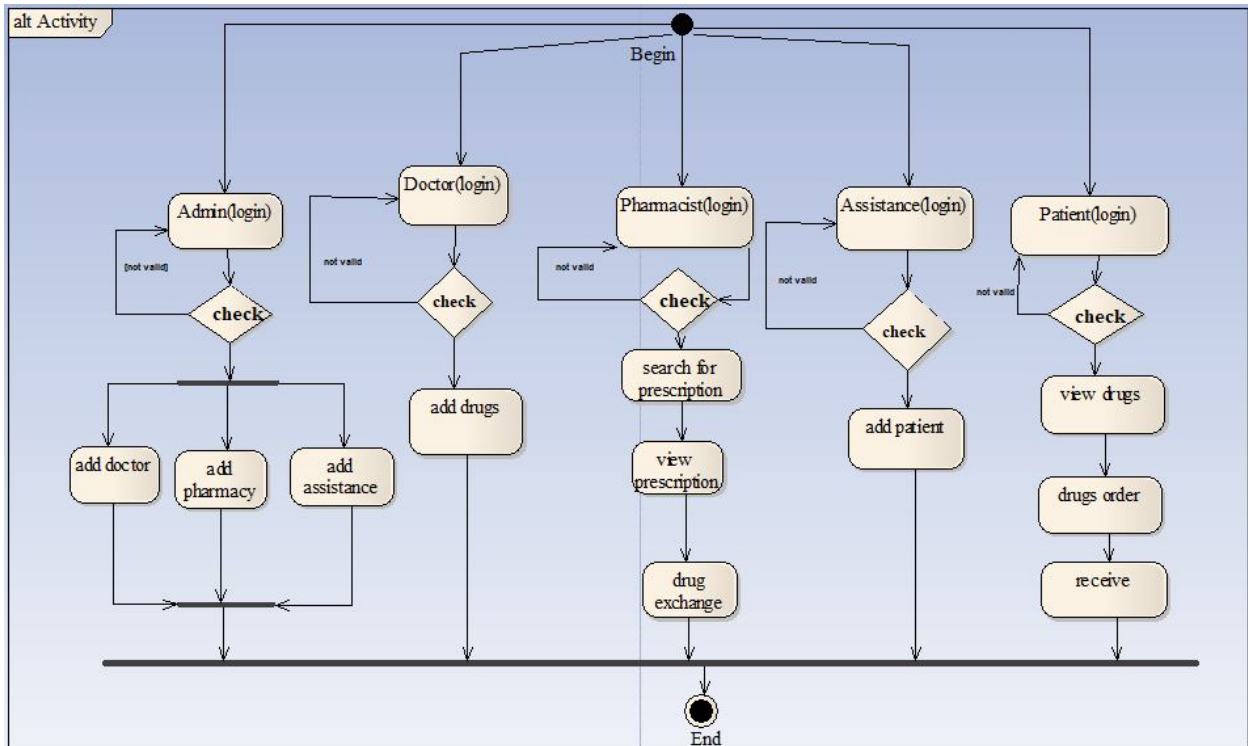 alt Activity
Begin
Admin(login)
[not valid]
check
add doctor
add
pharmacy
add
assistance
Doctor(login)
not valid
check
add drugs
Pharmacist(login)
not valid
check
search for
prescription
view
prescription
drug
exchange
Assistance(login)
not valid
check
add patient
Patient(login)
not valid
check
view drugs
drugs order
receive
End